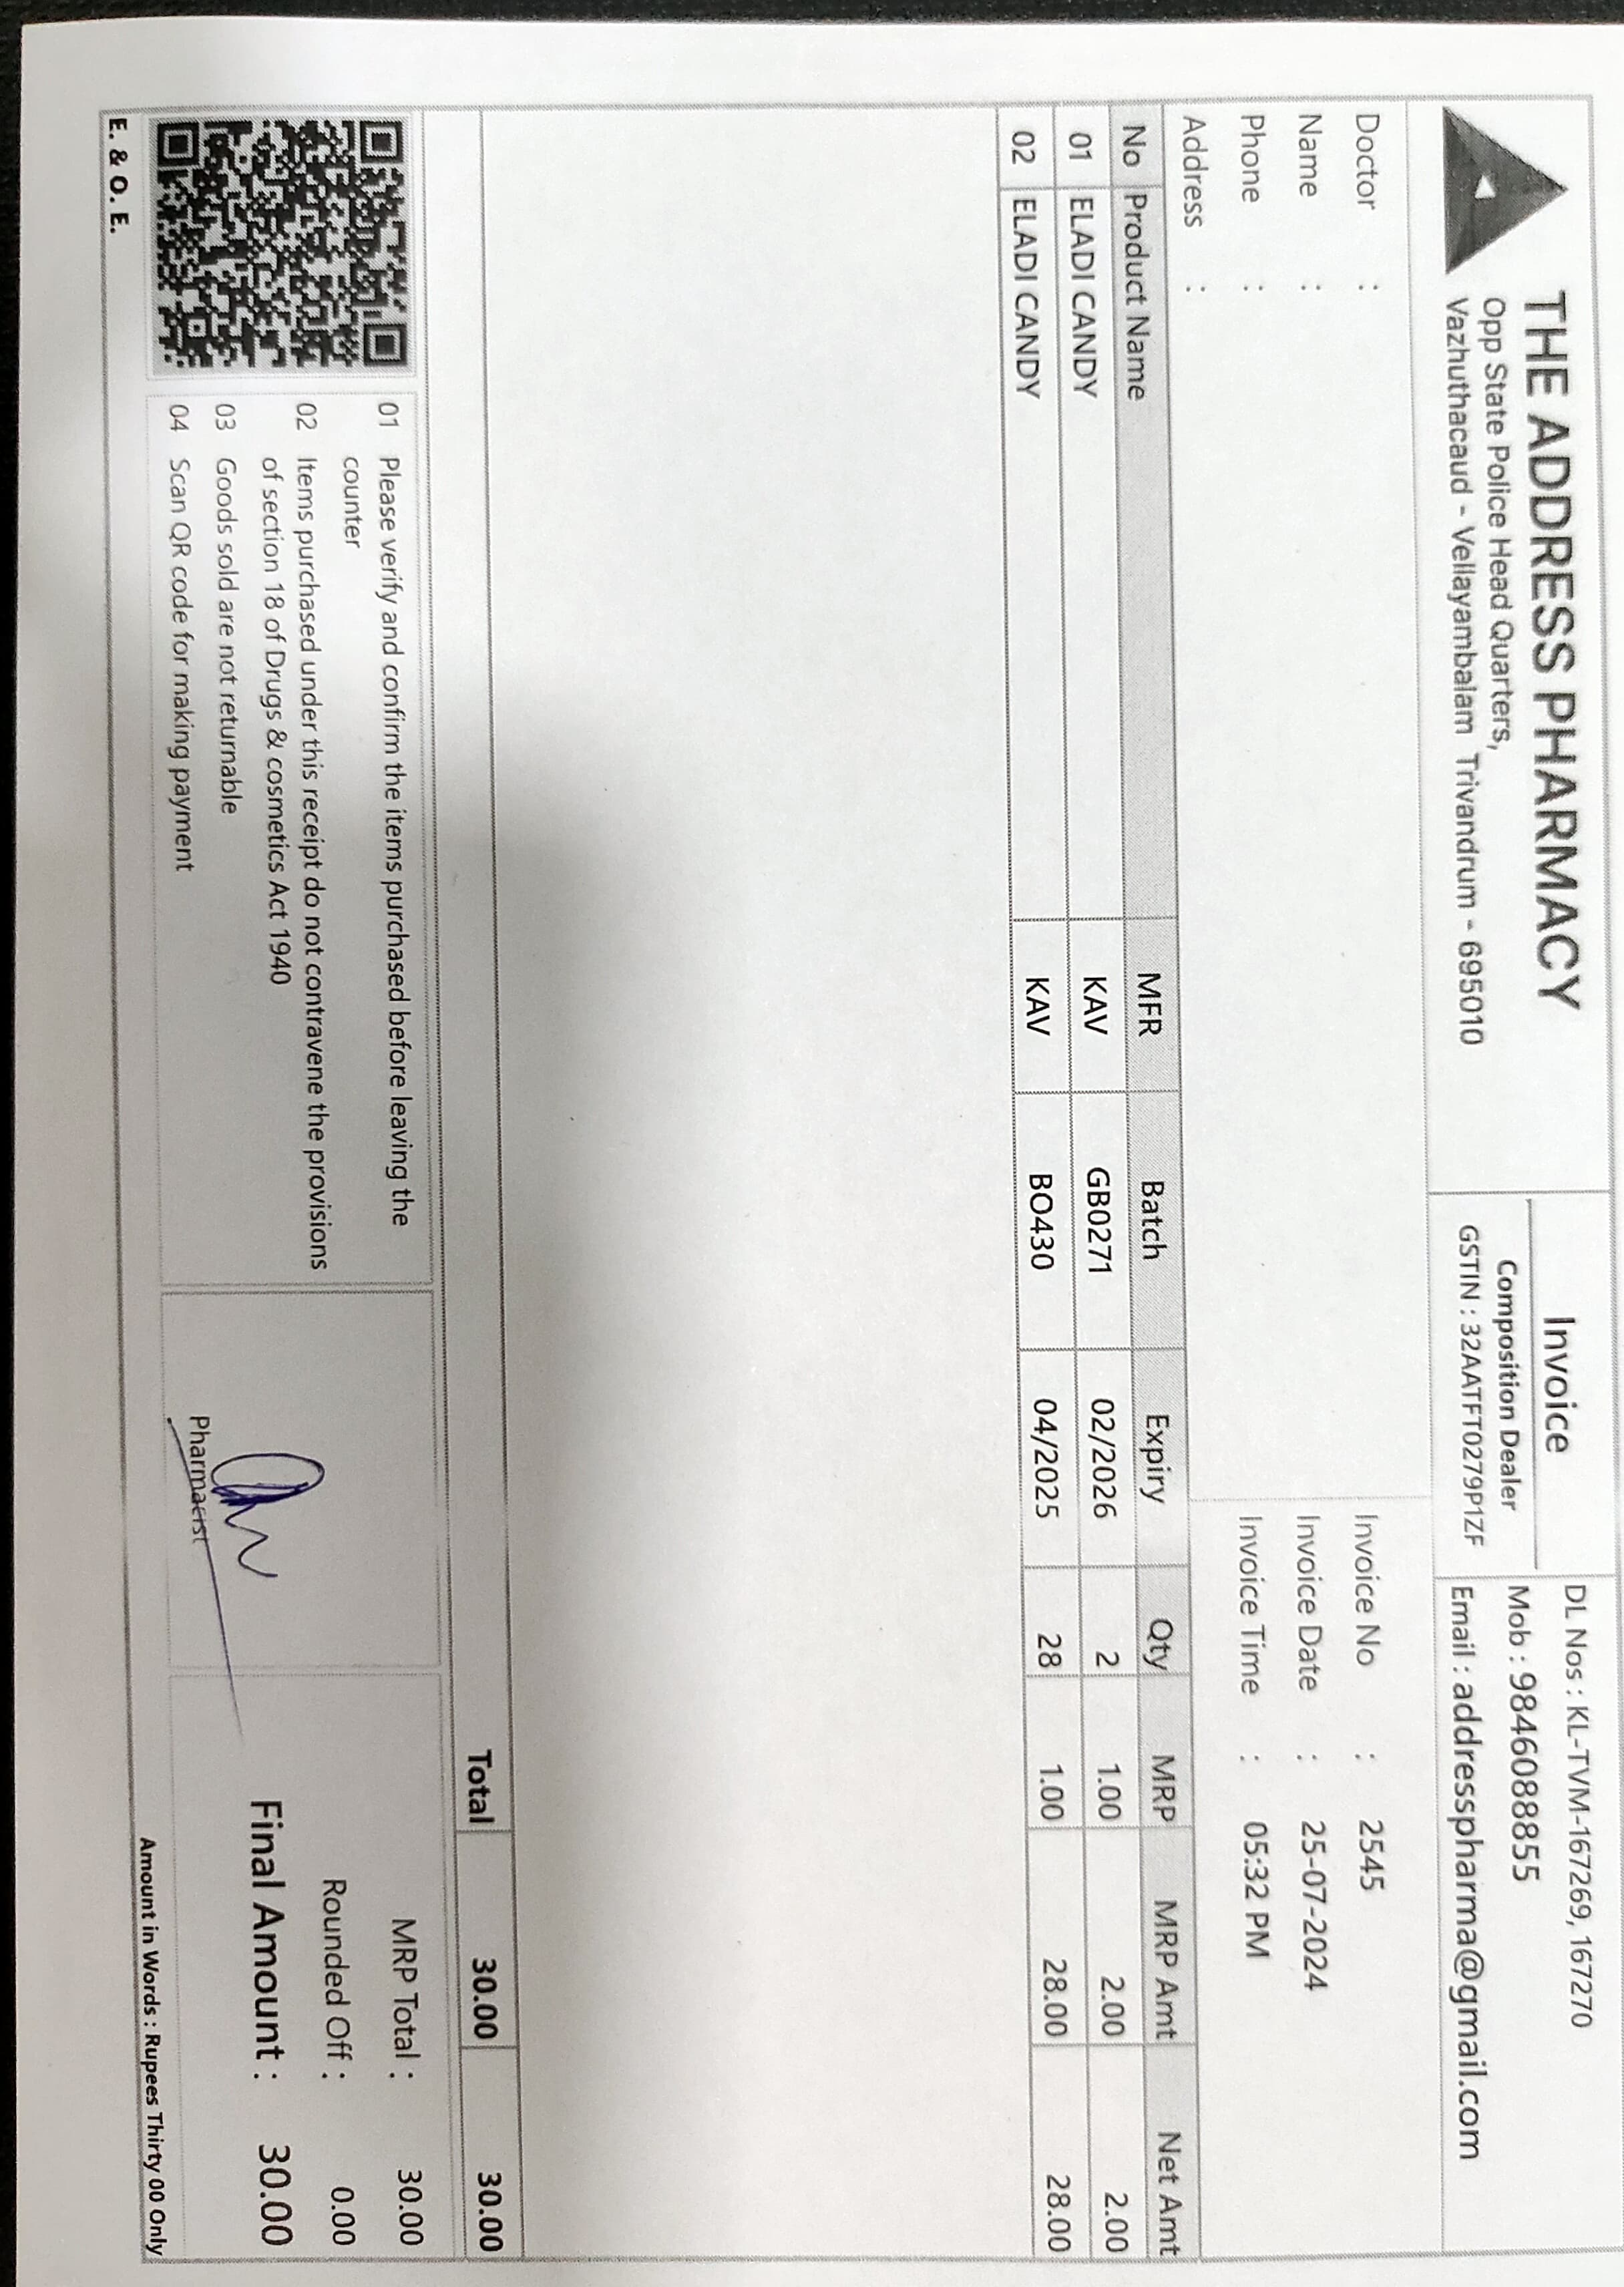 THE ADDRESS PHARMACY
Opp State Police Head Quarters,
Vazhuthacaud - Vellayambalam Trivandrum - 695010
Invoice
Composition Dealer
GSTIN : 32AATFT0279P1ZF
DL Nos : KL-TVM-167269, 167270
Mob : 9846088855
Email : addresspharma@gmail.com
Doctor :
Name :
Phone :
Address :
Invoice No : 2545
Invoice Date : 25-07-2024
Invoice Time : 05:32 PM
No Product Name MFR Batch Expiry Qty MRP MRP Amt Net Amt
01 ELADI CANDY KAV GB0271 02/2026 2 1.00 2.00 2.00
02 ELADI CANDY KAV BO430 04/2025 28 1.00 28.00 28.00
Total 30.00 30.00
01 Please verify and confirm the items purchased before leaving the
counter
02 Items purchased under this receipt do not contravene the provisions
of section 18 of Drugs & cosmetics Act 1940
03 Goods sold are not returnable
04 Scan QR code for making payment
Pharmacist
MRP Total : 30.00
Rounded Off : 0.00
Final Amount : 30.00
Amount in Words : Rupees Thirty 00 Only
E. & O. E.